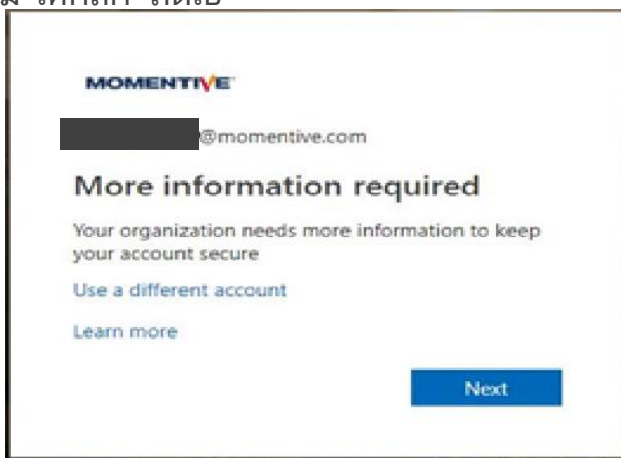 MOMENTIVE
@momentive.com
More information required
Your organization needs more information to keep
your account secure
Use a different account
Learn more
Next